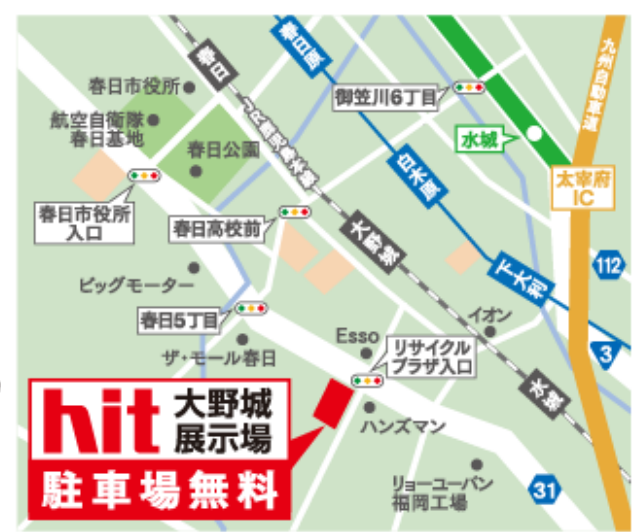 春日
春日原
九州自動車道
春日市役所
航空自衛隊
春日基地
御笠川6丁目
JR鹿児島本線
水城
春日公園
白木原
太宰府
IC
春日市役所
入口
春日高校前
大野城
下大利
112
ビッグモーター
春日5丁目
イオン
3
ザ・モール春日
Esso
リサイクル
プラザ入口
水城
hit 大野城
展示場
駐車場無料
ハンズマン
リョーユーパン
福岡工場
31